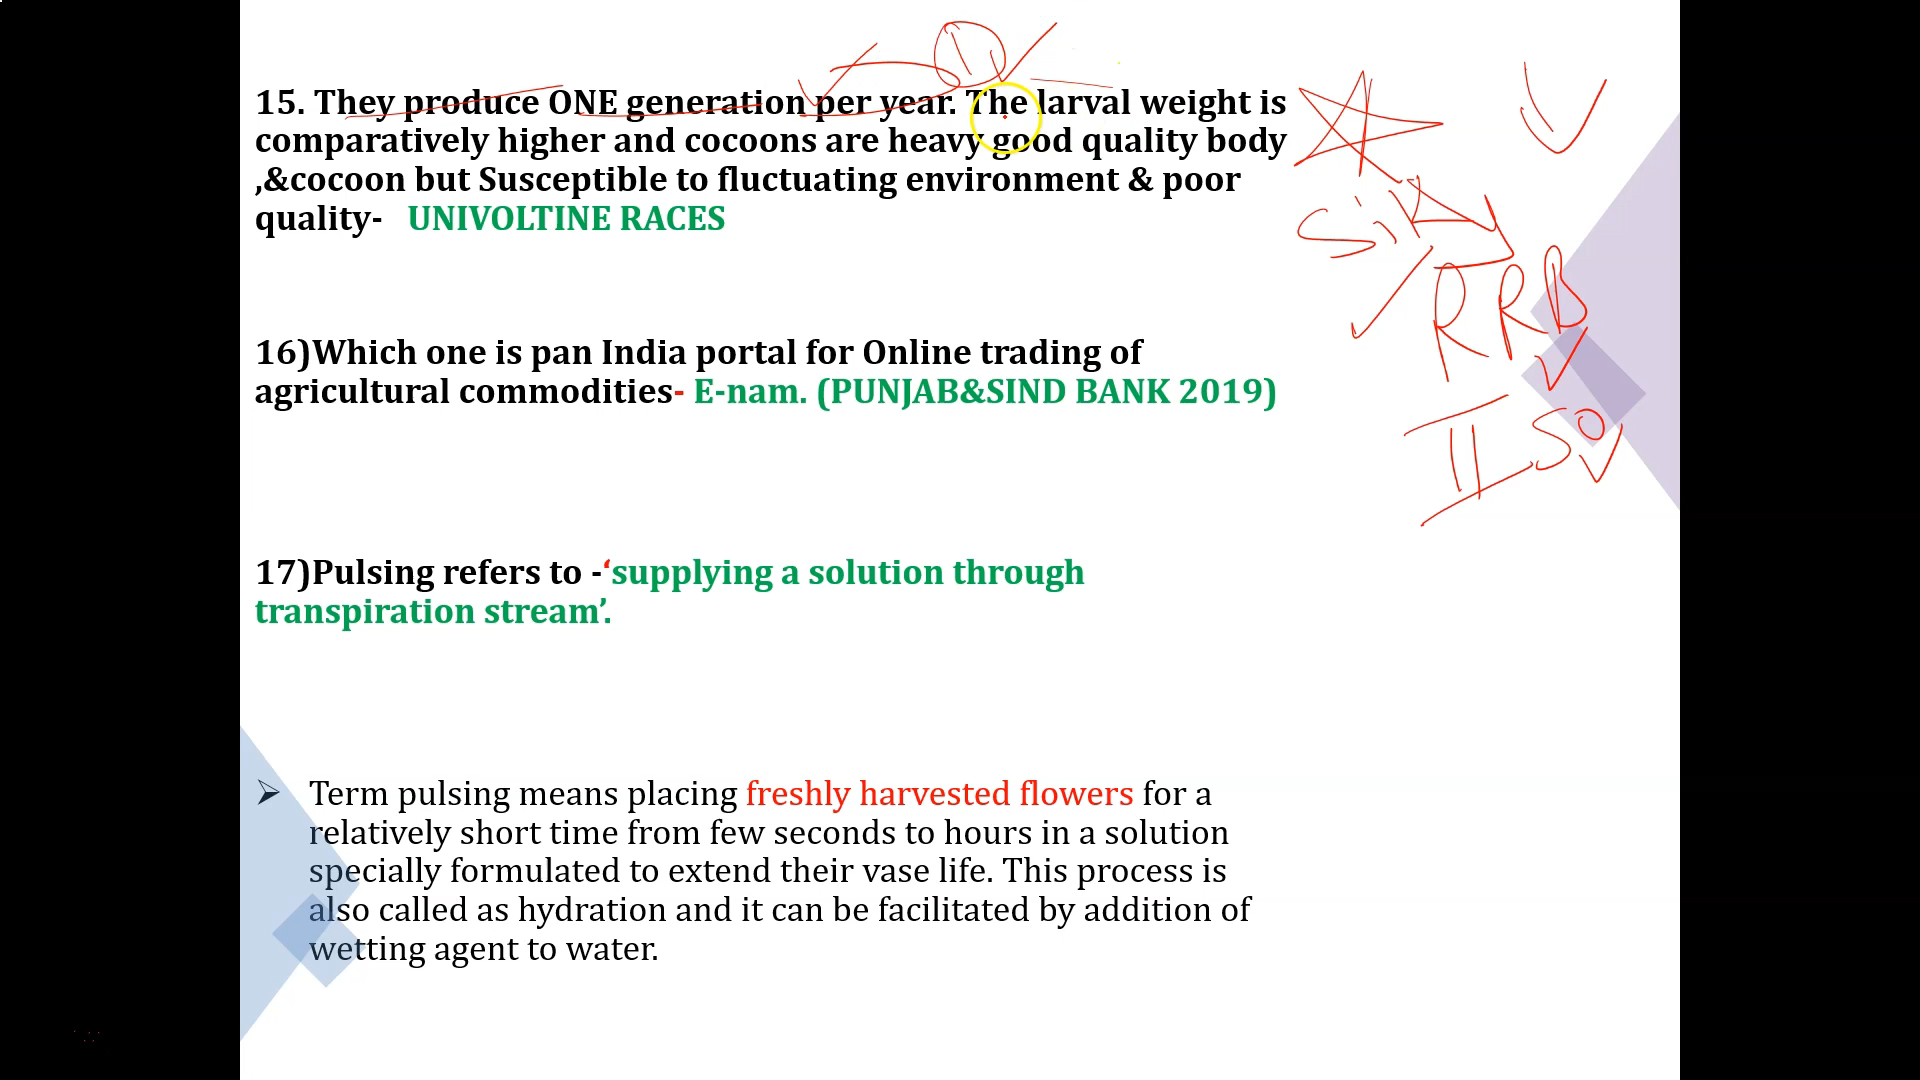 15. They produce ONE generation per year. The larval weight is
comparatively higher and cocoons are heavy good quality body
,&cocoon but Susceptible to fluctuating environment & poor
quality- UNIVOLTINE RACES
16)Which one is pan India portal for Online trading of
agricultural commodities- E-nam. (PUNJAB&SIND BANK 2019)
17)Pulsing refers to -‘supplying a solution through
transpiration stream’.
➢ Term pulsing means placing freshly harvested flowers for a
relatively short time from few seconds to hours in a solution
specially formulated to extend their vase life. This process is
also called as hydration and it can be facilitated by addition of
wetting agent to water.
RRB
SO